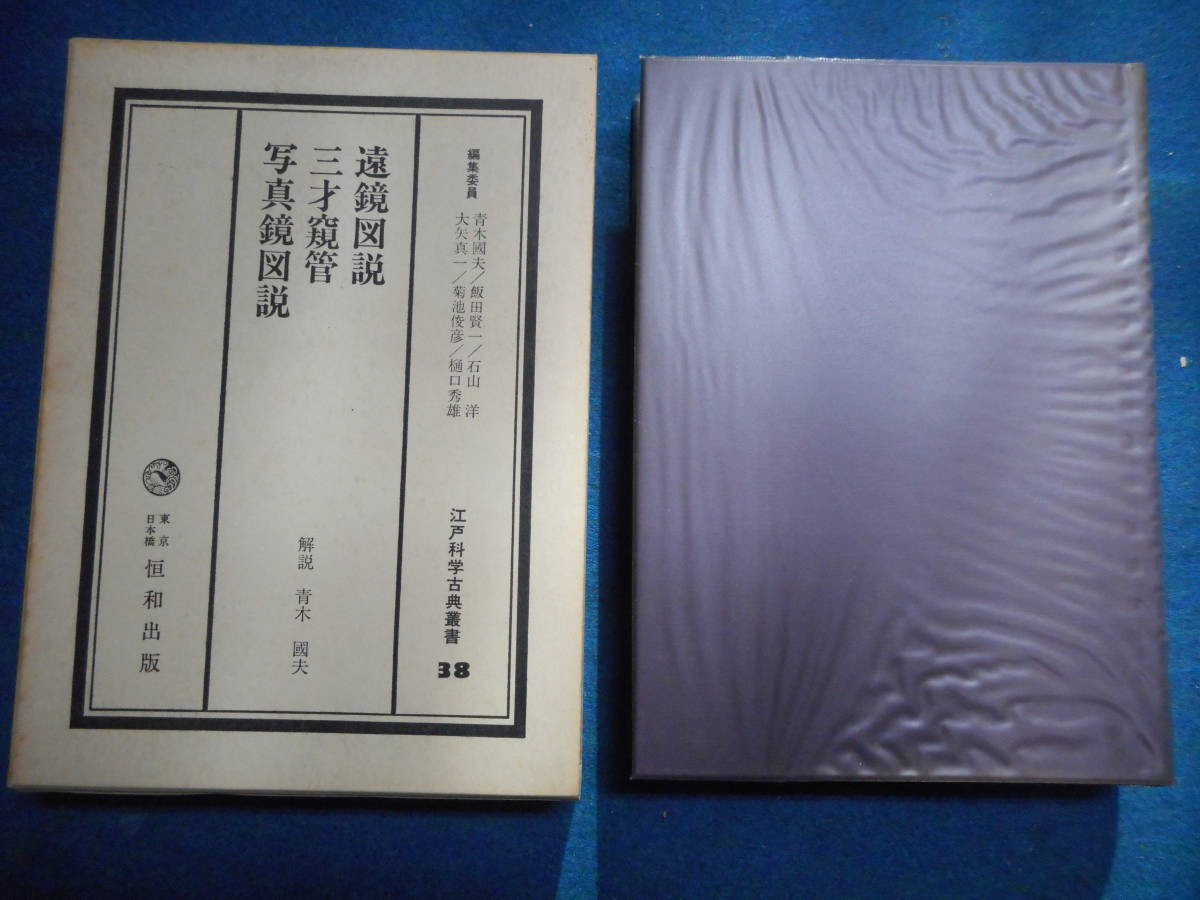 編集委員
青木國夫／飯田賢一／石山 洋
大矢真一／菊池俊彦／樋口秀雄
江戸科学古典叢書
38
遠鏡図説
三才窺管
写真鏡図説
解説 青木 國夫
東京
日本橋
恒和出版